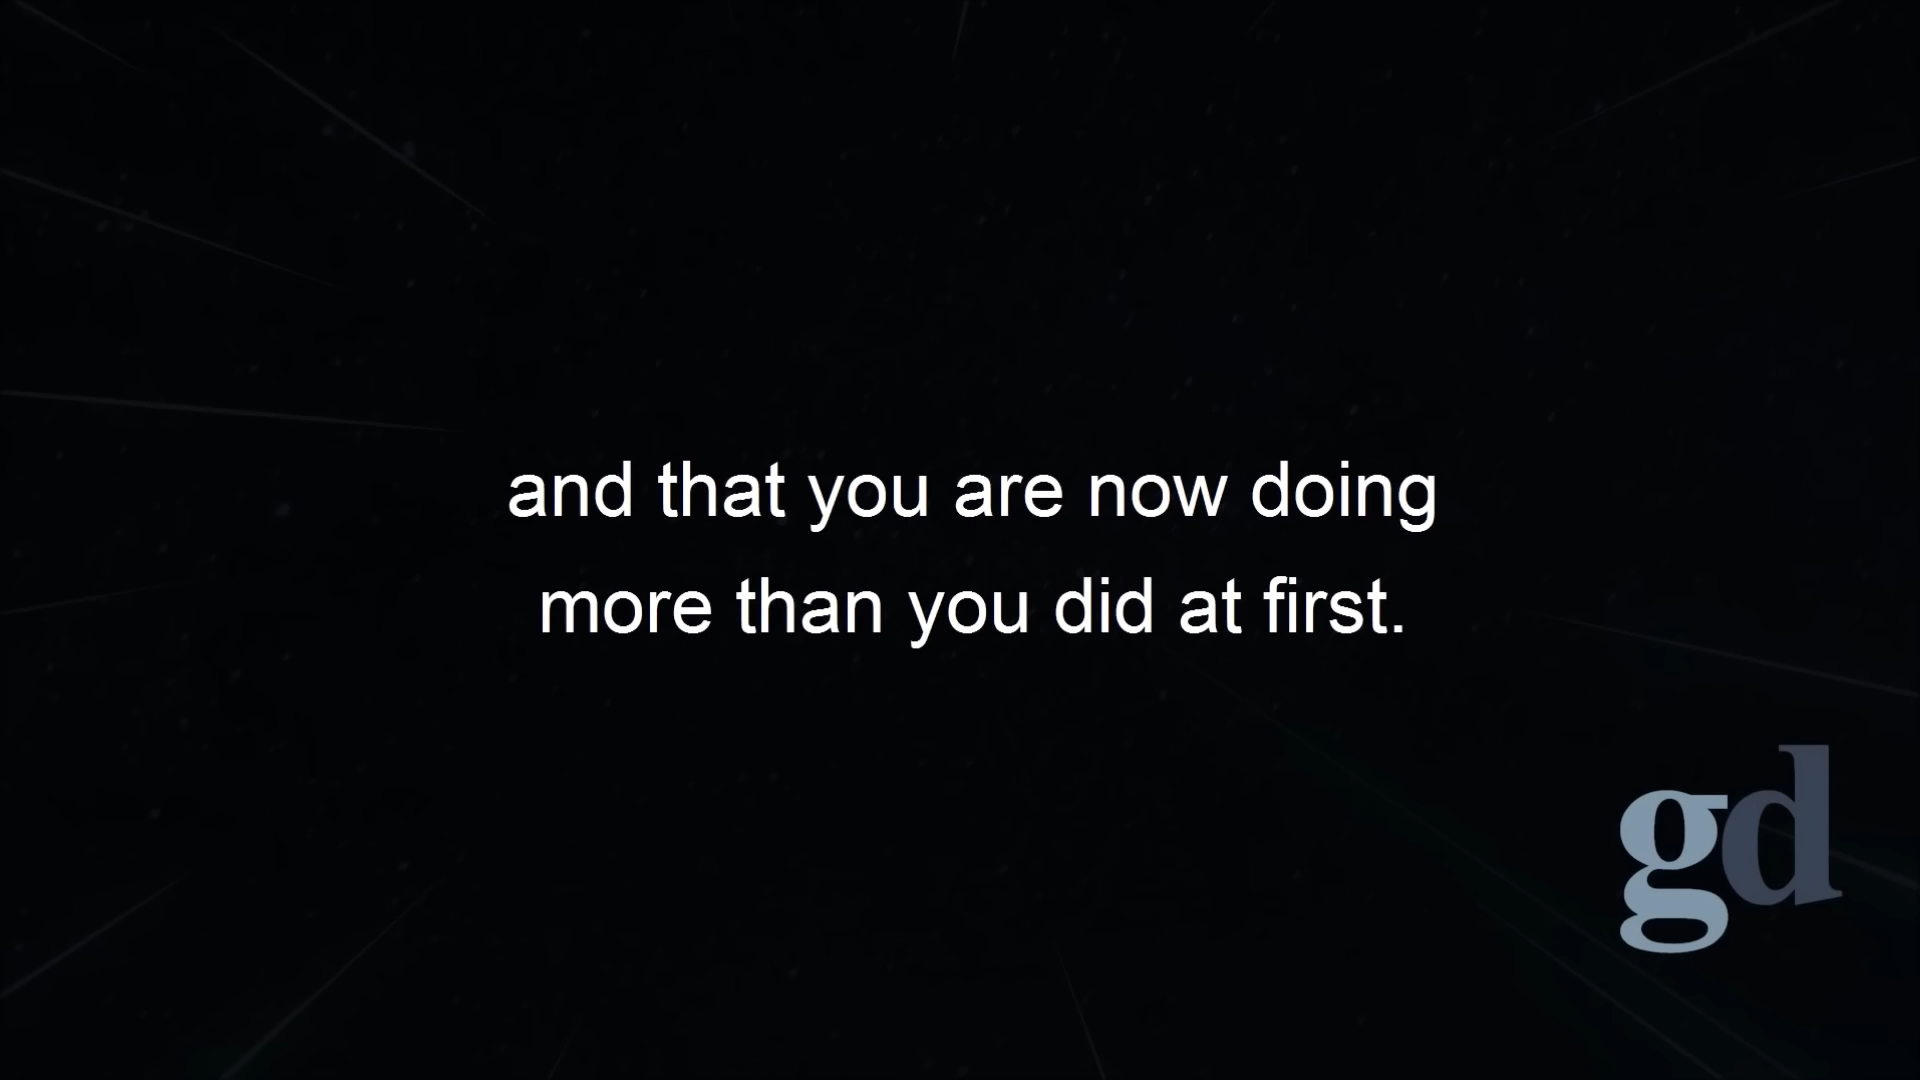 and that you are now doing
more than you did at first.
gd